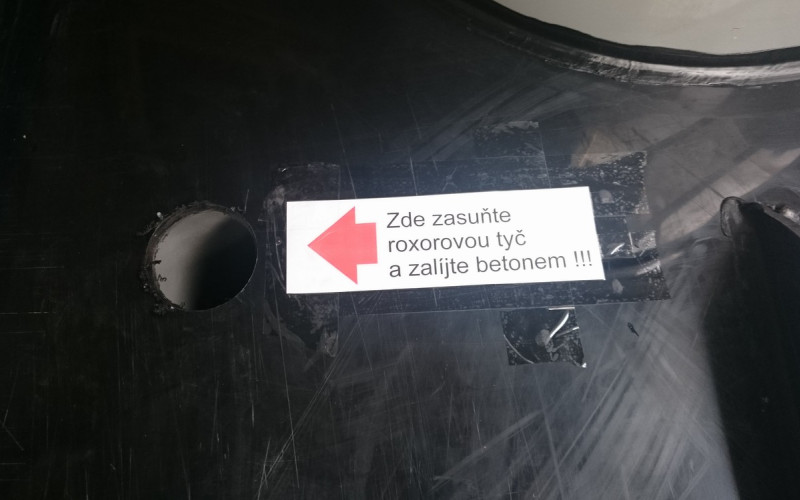 Zde zasuňte
roxorovou tyč
a zalíjte betonem !!!